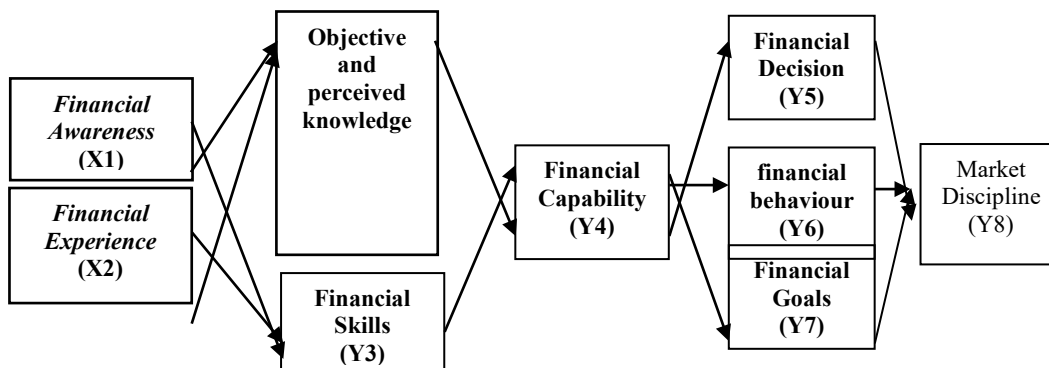 Financial
Awareness
(X1)
Financial
Experience
(X2)
Objective
and
perceived
knowledge
Financial
Skills
(Y3)
Financial
Capability
(Y4)
Financial
Decision
(Y5)
financial
behaviour
(Y6)
Financial
Goals
(Y7)
Market
Discipline
(Y8)